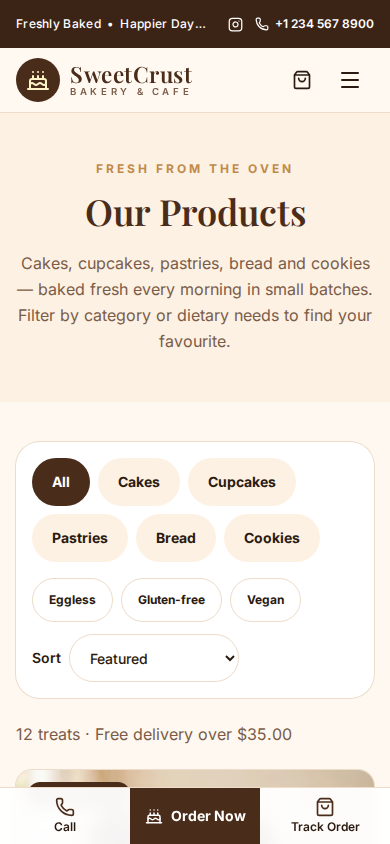 Freshly Baked • Happier Day...
+1 234 567 8900
SweetCrust
BAKERY & CAFE
FRESH FROM THE OVEN
Our Products
Cakes, cupcakes, pastries, bread and cookies
— baked fresh every morning in small batches.
Filter by category or dietary needs to find your
favourite.
All
Cakes
Cupcakes
Pastries
Bread
Cookies
Eggless
Gluten-free
Vegan
Sort
Featured
12 treats · Free delivery over $35.00
Call
Order Now
Track Order